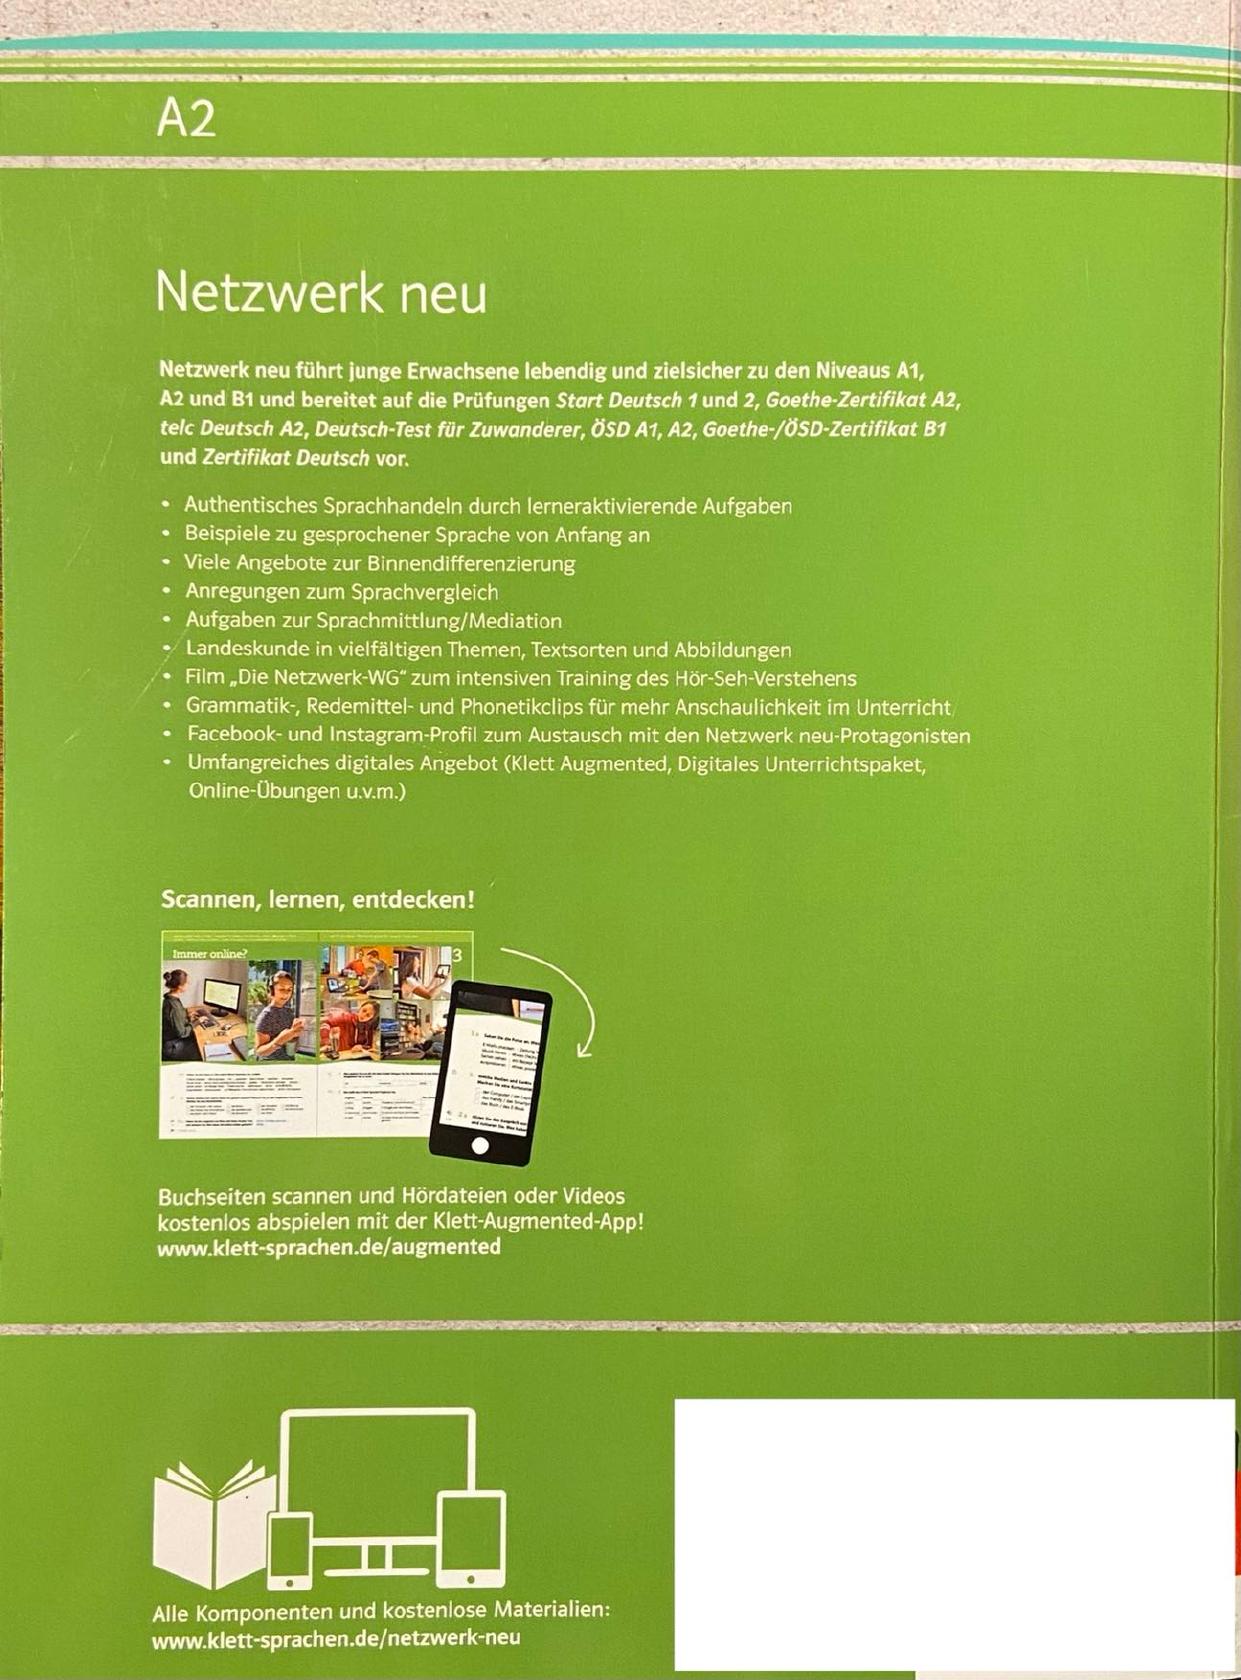 A2
Netzwerk neu
Netzwerk neu führt junge Erwachsene lebendig und zielsicher zu den Niveaus A1,
A2 und B1 und bereitet auf die Prüfungen Start Deutsch 1 und 2, Goethe-Zertifikat A2,
telc Deutsch A2, Deutsch-Test für Zuwanderer, ÖSD A1, A2, Goethe-/ÖSD-Zertifikat B1
und Zertifikat Deutsch vor.
• Authentisches Sprachhandeln durch lerneraktivierende Aufgaben
• Beispiele zu gesprochener Sprache von Anfang an
• Viele Angebote zur Binnendifferenzierung
• Anregungen zum Sprachvergleich
• Aufgaben zur Sprachmittlung/Mediation
• Landeskunde in vielfältigen Themen, Textsorten und Abbildungen
• Film „Die Netzwerk-WG“ zum intensiven Training des Hör-Seh-Verstehens
• Grammatik-, Redemittel- und Phonetikclips für mehr Anschaulichkeit im Unterricht
• Facebook- und Instagram-Profil zum Austausch mit den Netzwerk neu-Protagonisten
• Umfangreiches digitales Angebot (Klett Augmented, Digitales Unterrichtspaket,
Online-Übungen u.v.m.)
Scannen, lernen, entdecken!
Immer online?
3
Buchseiten scannen und Hördateien oder Videos
kostenlos abspielen mit der Klett-Augmented-App!
www.klett-sprachen.de/augmented
Alle Komponenten und kostenlose Materialien:
www.klett-sprachen.de/netzwerk-neu